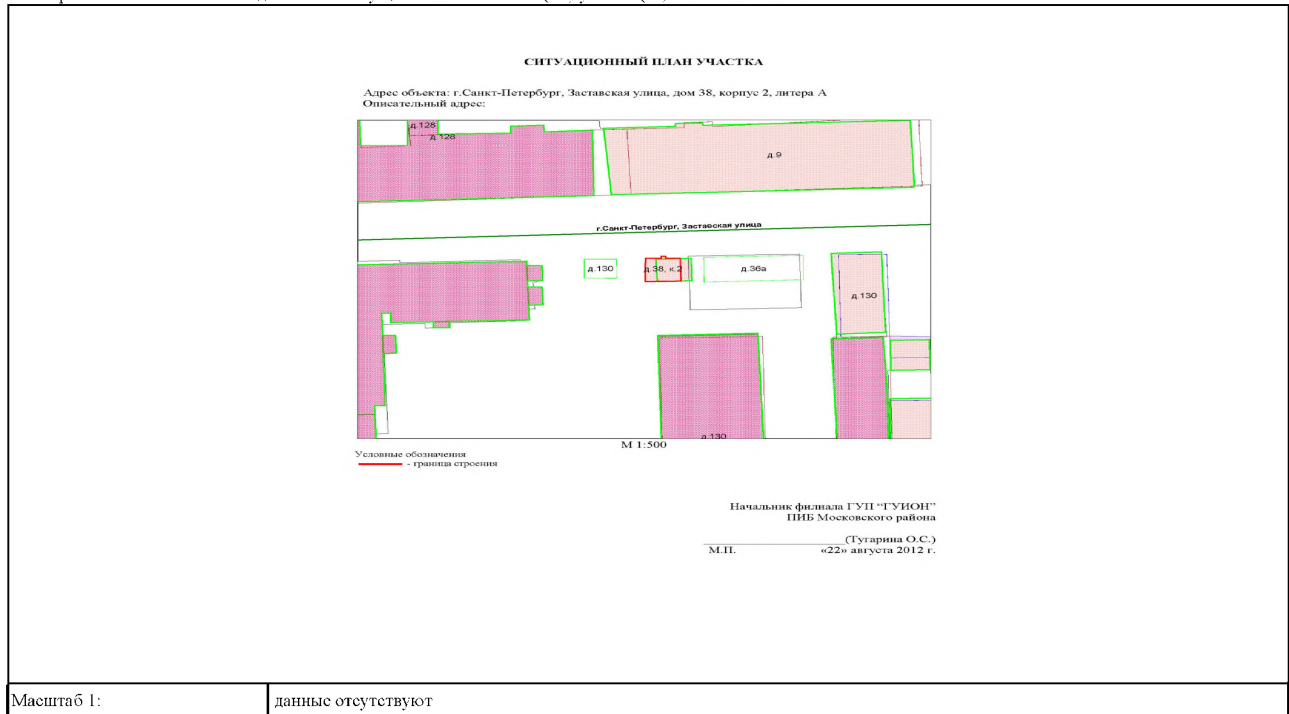 СИТУАЦИОННЫЙ ПЛАН УЧАСТКА
Адрес объекта: г.Санкт-Петербург, Заставская улица, дом 38, корпус 2, литера А
Описательный адрес:
д.128
д.128
д.9
г.Санкт-Петербург, Заставская улица
д.130
д.38, к.2
д.36а
д.130
д.130
М 1:500
Условные обозначения
- граница строения
Начальник филиала ГУП “ГУИОН”
ПИБ Московского района
(Тугарина О.С.)
М.П. «22» августа 2012 г.
Масштаб 1: данные отсутствуют